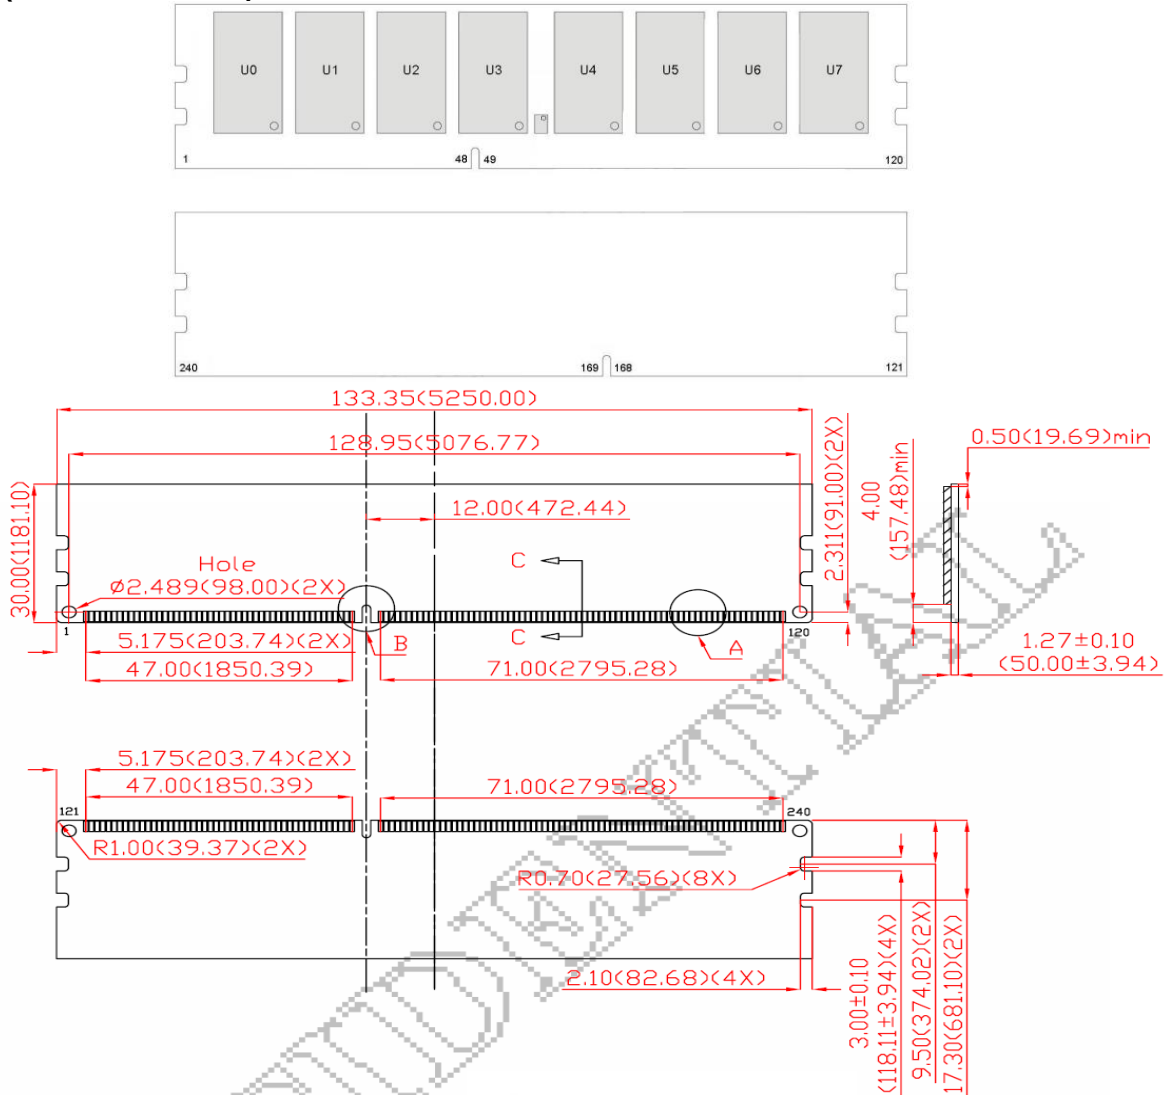 U0 U1 U2 U3 U4 U5 U6 U7
1 48 49 120
240 169 168 121
133.35(5250.00)
128.95(5076.77)
12.00(472.44)
30.00(1181.10)
Hole
Ø2.489(98.00)(2X)
C
C
1 B A 120
5.175(203.74)(2X)
47.00(1850.39) 71.00(2795.28)
2.311(91.00)(2X)
4.00
(157.48)min
0.50(19.69)min
1.27±0.10
(50.00±3.94)
5.175(203.74)(2X)
47.00(1850.39) 71.00(2795.28)
121 240
R1.00(39.37)(2X)
R0.70(27.56)(8X)
2.10(82.68)(4X)
3.00±0.10
(118.11±3.94)(4X)
9.50(374.02)(2X)
17.30(681.10)(2X)